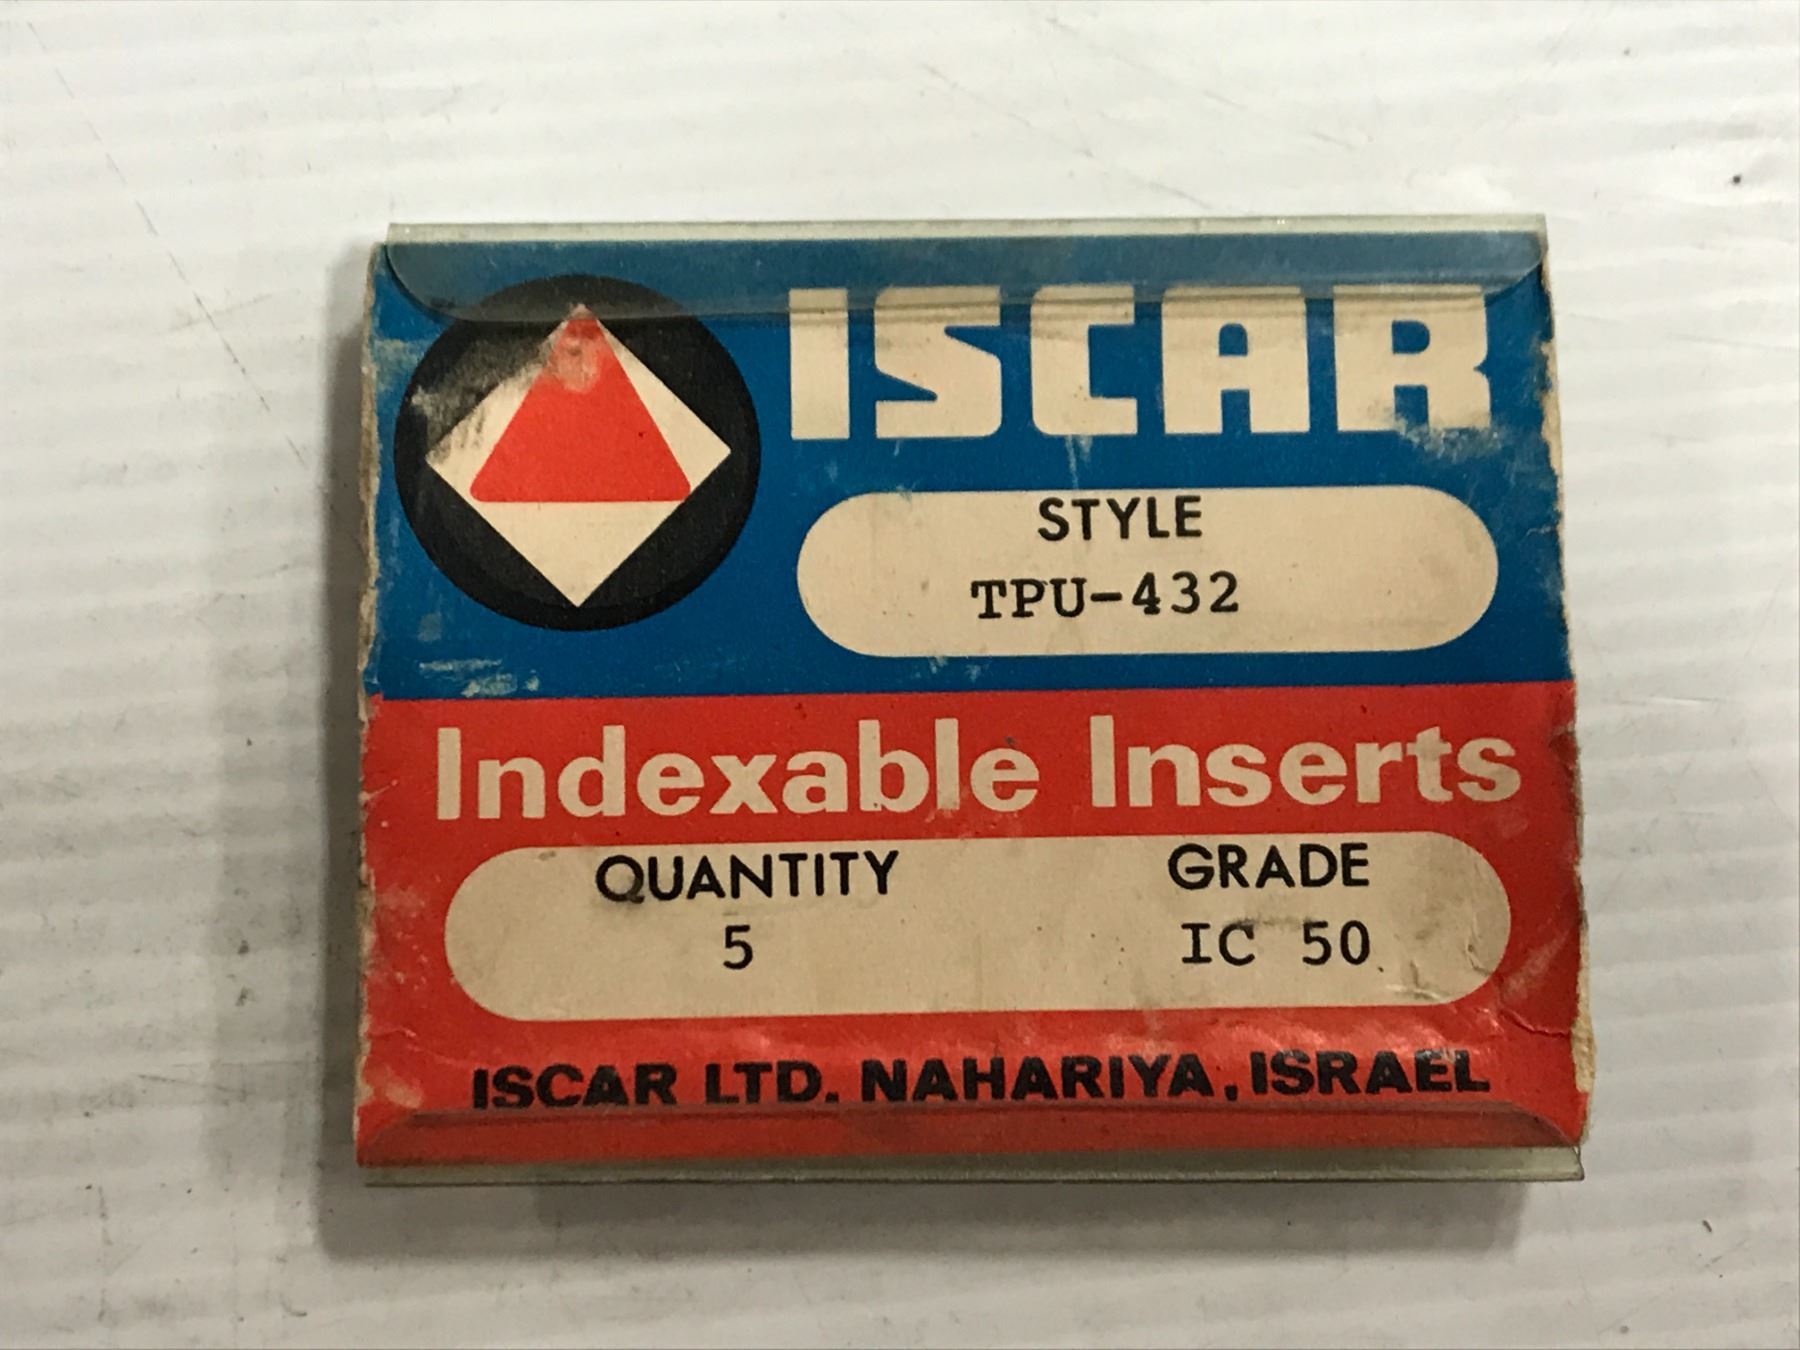 ISCAR
STYLE
TPU-432
Indexable Inserts
QUANTITY GRADE
5 IC 50
ISCAR LTD. NAHARIYA, ISRAEL